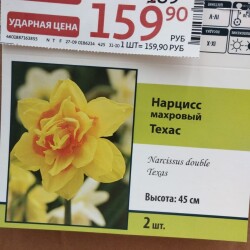 189
УДАРНАЯ ЦЕНА
159 90
РУБ
1 ШТ= 159,90 РУБ
Нарцисс
махровый
Техас
Narcissus double
Texas
Высота: 45 см
2 шт.